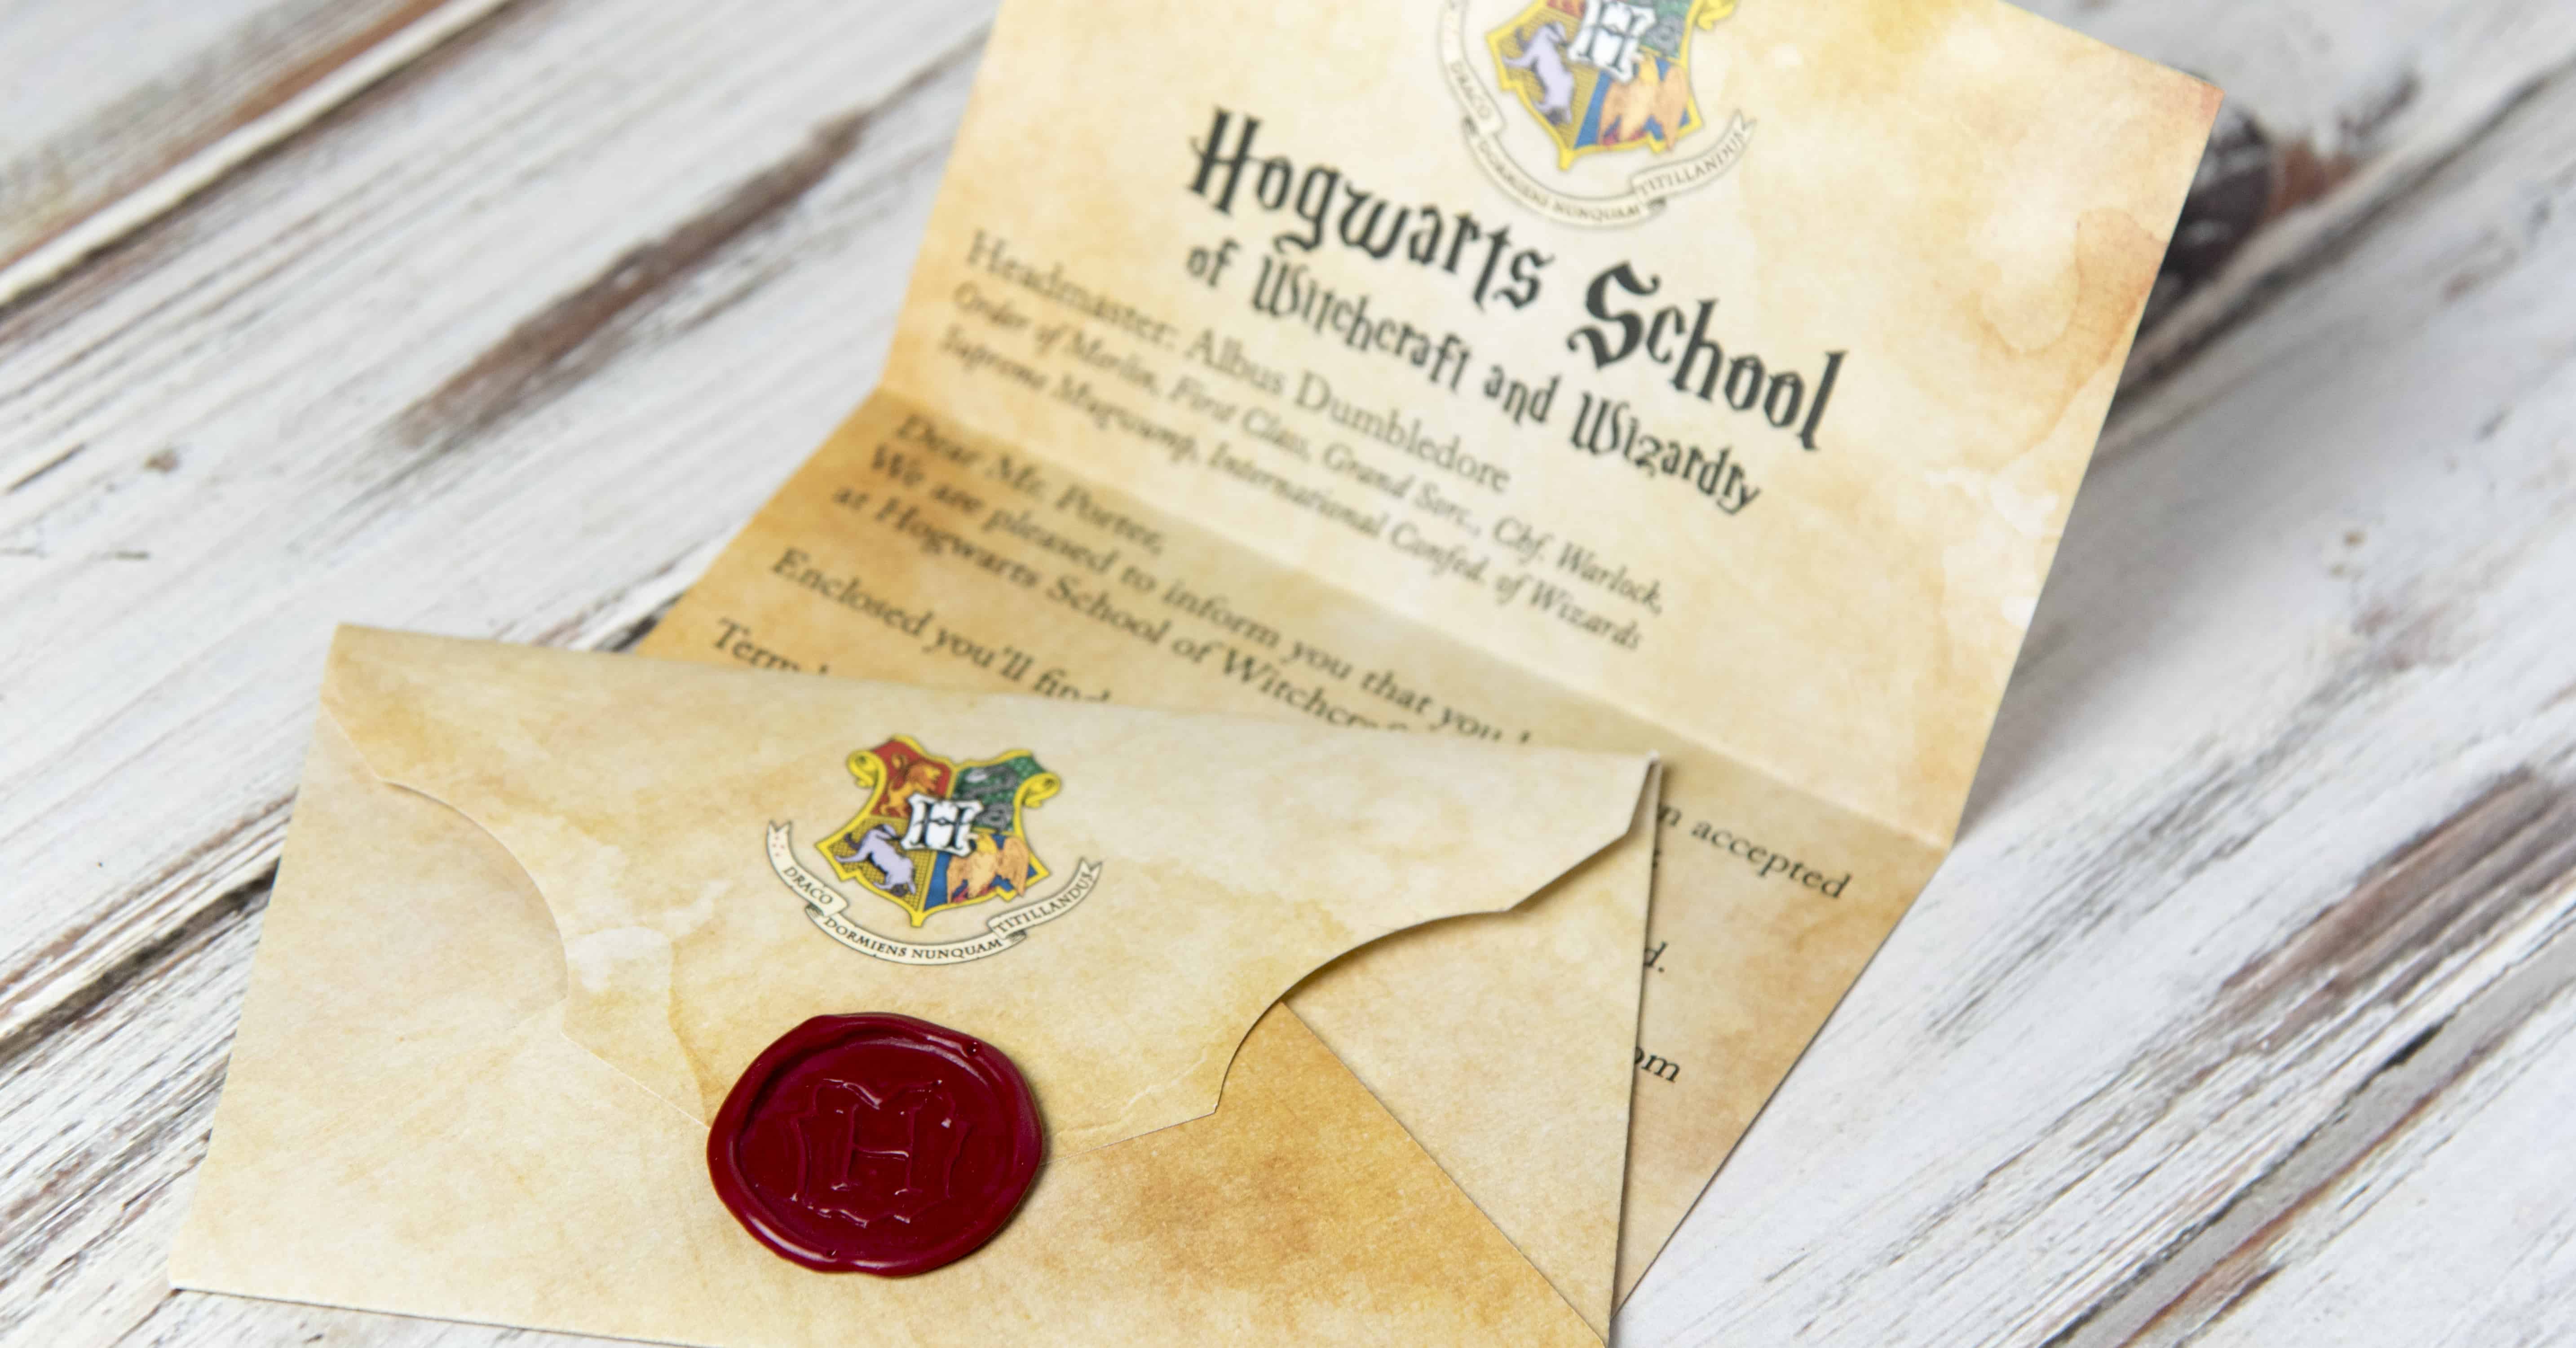 H
DRACO DORMIENS NUNQUAM TITILLANDUS
Hogwarts School
of Witchcraft and Wizardry
Headmaster: Albus Dumbledore
Order of Merlin, First Class, Grand Sorc., Chf. Warlock,
Supreme Mugwump, International Confed. of Wizards
Dear Mr. Porter,
We are pleased to inform you that you accepted
at Hogwarts School of
Enclosed you'll d.
Term om
H
DRACO DORMIENS NUNQUAM TITILLANDUS
H